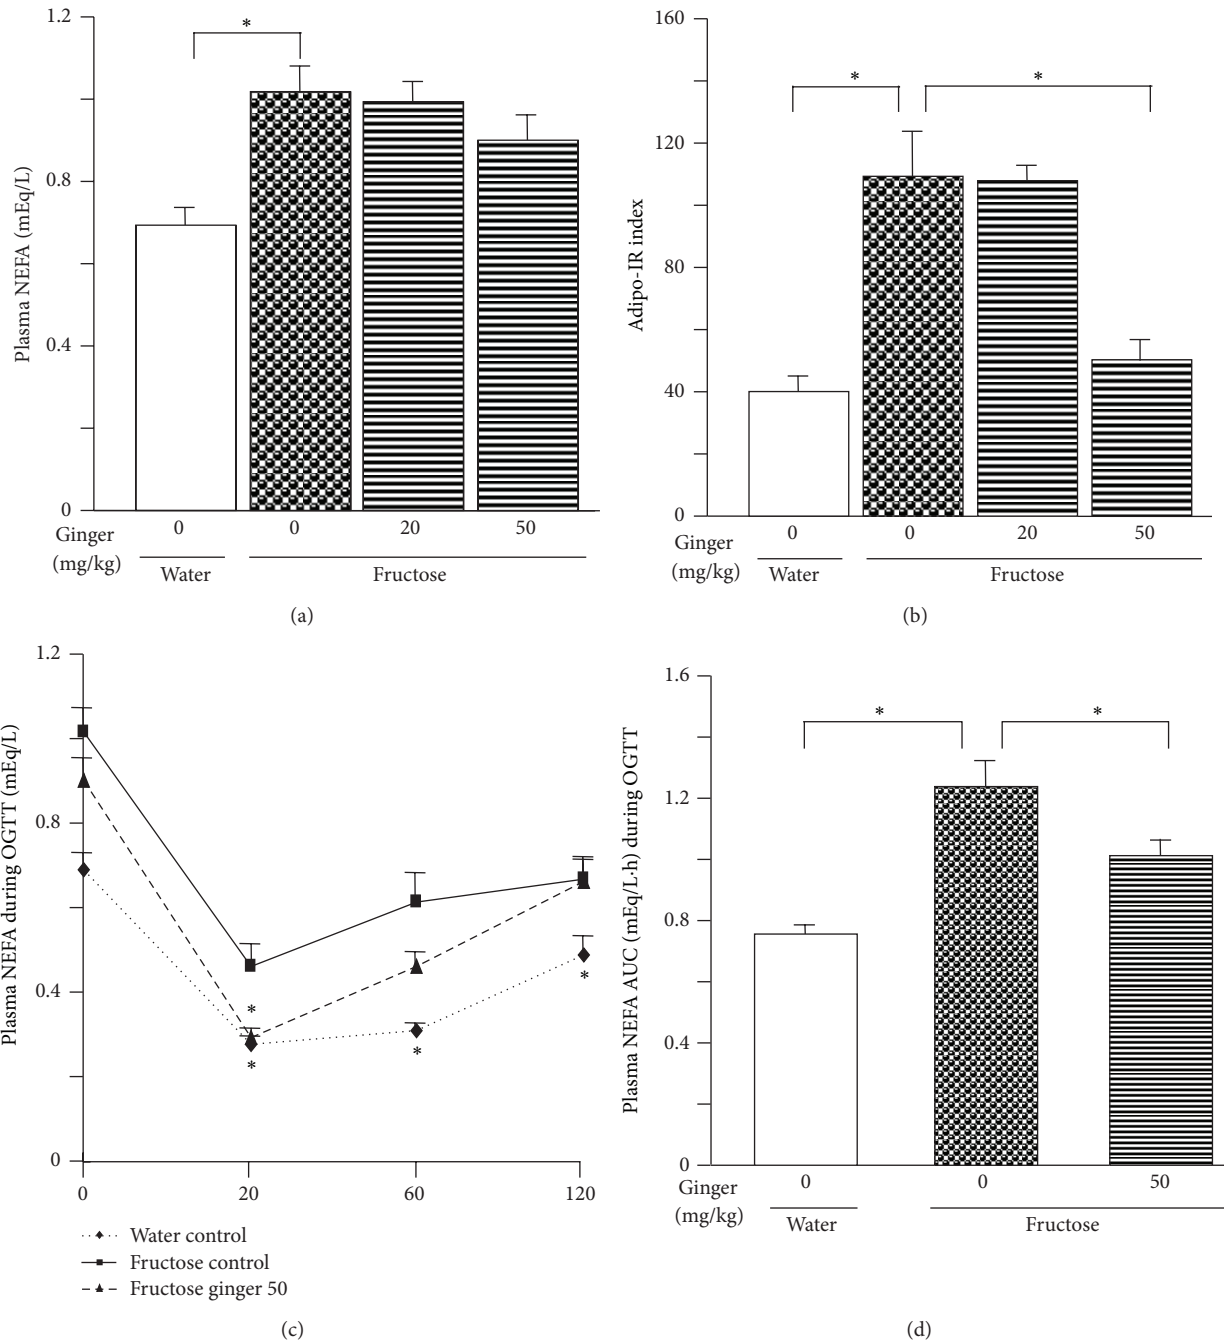 Plasma NEFA (mEq/L)
1.2
0.8
0.4
0
*
Ginger
(mg/kg)
0 0 20 50
Water Fructose
(a)
Adipo-IR index
160
120
80
40
0
* *
Ginger
(mg/kg)
0 0 20 50
Water Fructose
(b)
Plasma NEFA during OGTT (mEq/L)
1.2
0.8
0.4
0
*
*
*
*
0 20 60 120
Water control
Fructose control
Fructose ginger 50
(c)
Plasma NEFA AUC (mEq/L·h) during OGTT
1.6
1.2
0.8
0.4
0
* *
Ginger
(mg/kg)
0 0 50
Water Fructose
(d)